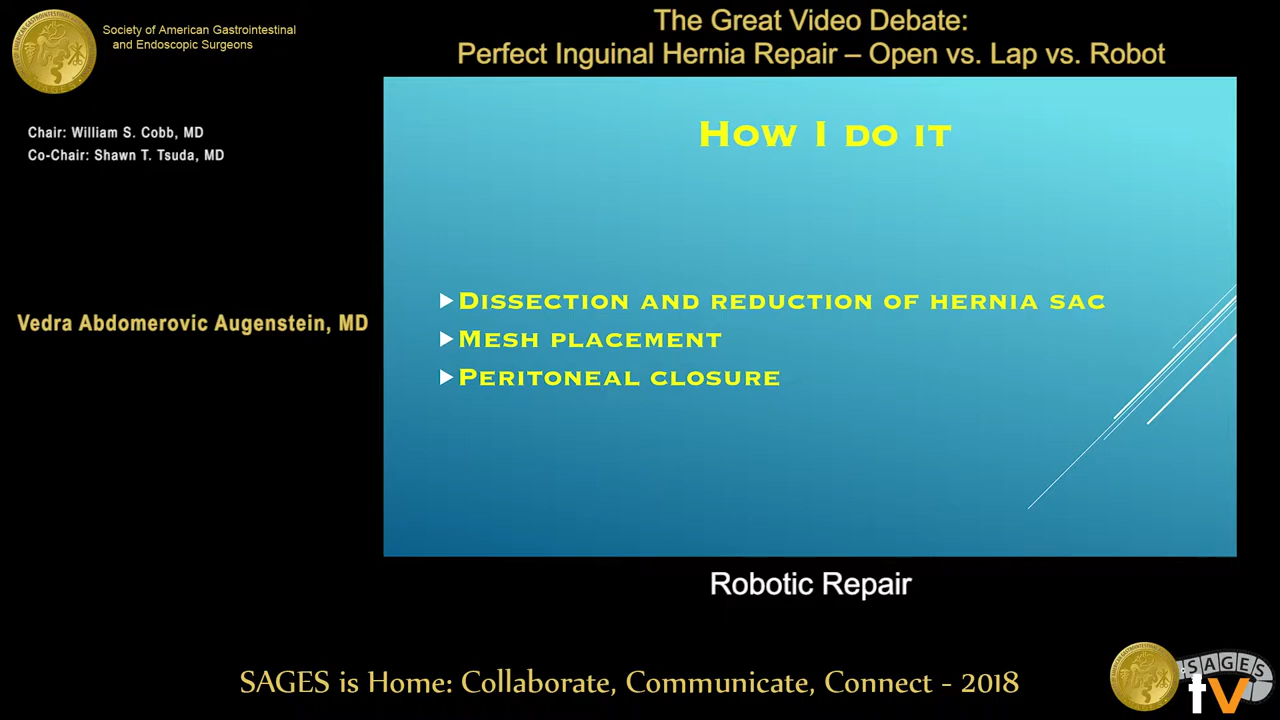 Society of American Gastrointestinal
and Endoscopic Surgeons
The Great Video Debate:
Perfect Inguinal Hernia Repair – Open vs. Lap vs. Robot
Chair: William S. Cobb, MD
Co-Chair: Shawn T. Tsuda, MD
Vedra Abdomerovic Augenstein, MD
How I do it
Dissection and reduction of hernia sac
Mesh placement
Peritoneal closure
Robotic Repair
SAGES is Home: Collaborate, Communicate, Connect - 2018
SAGES
tv